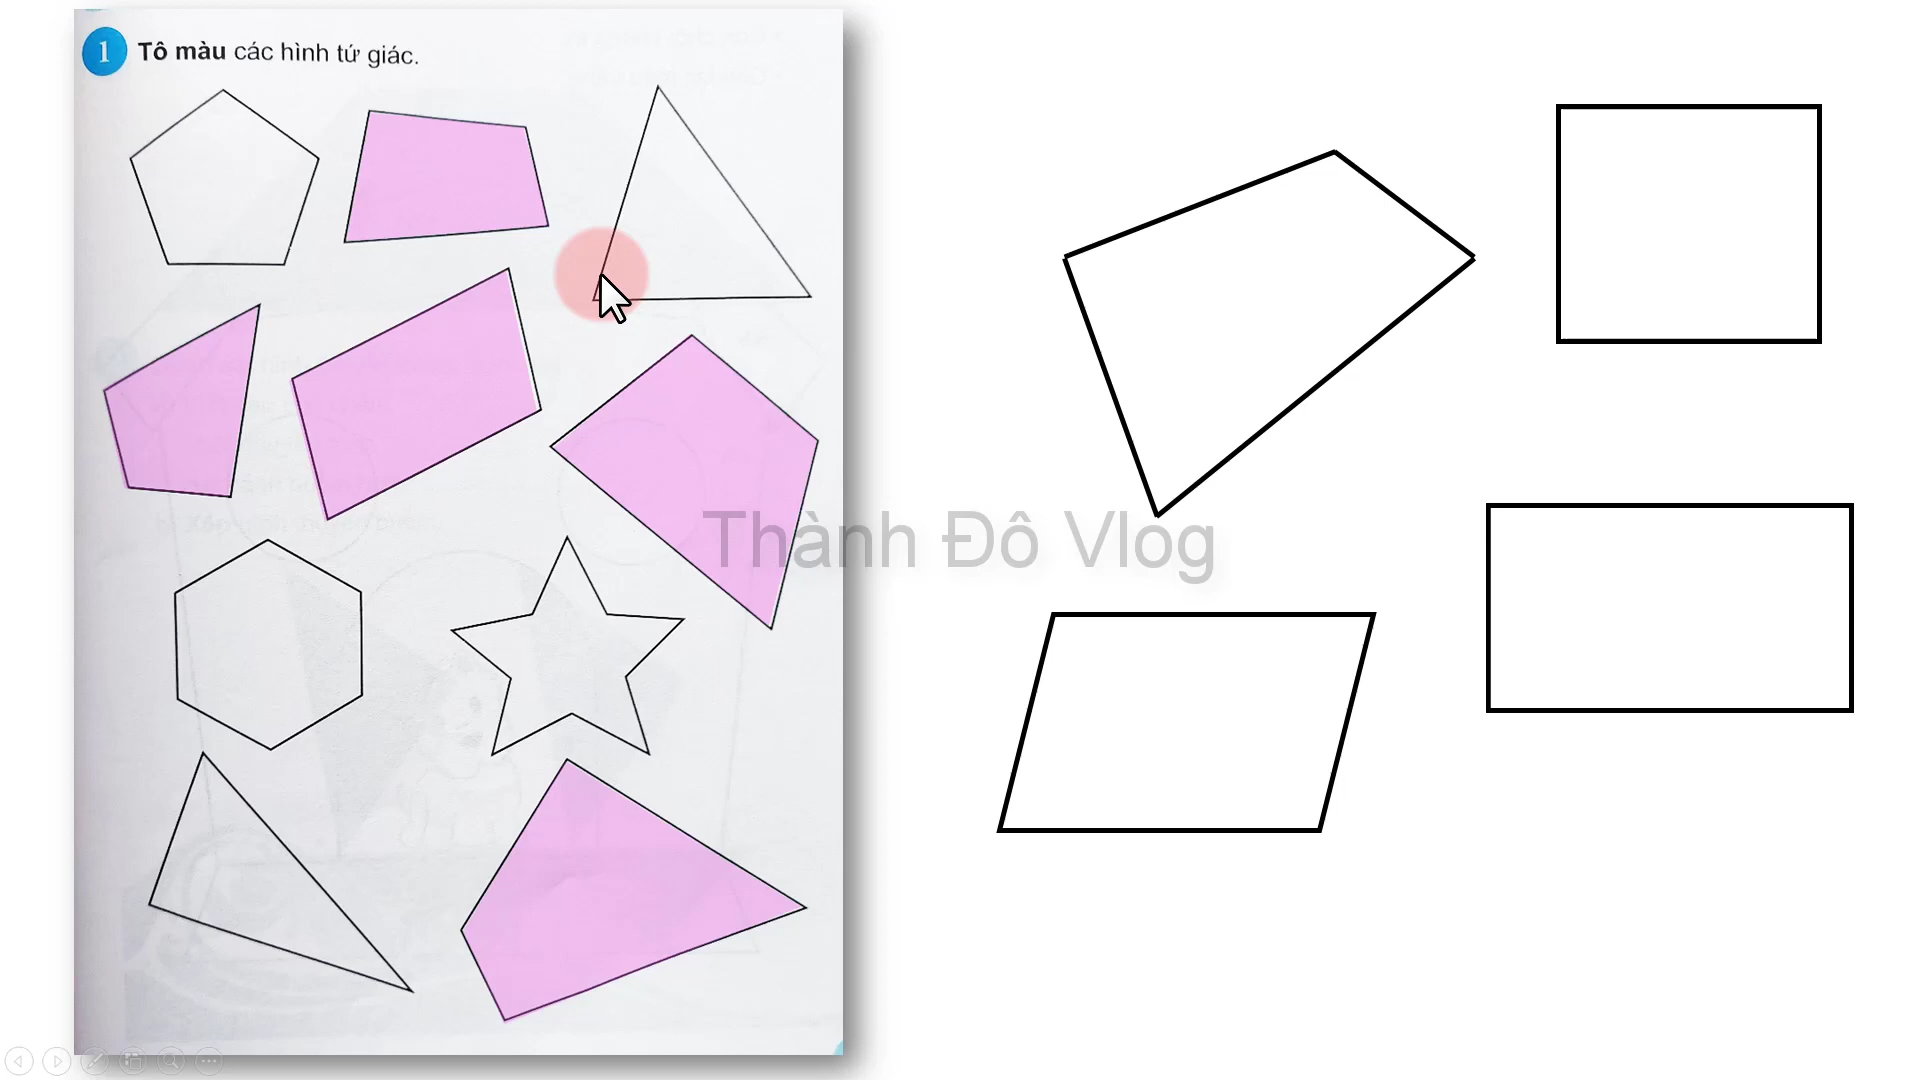 1 Tô màu các hình tứ giác.
Thành Đô Vlog